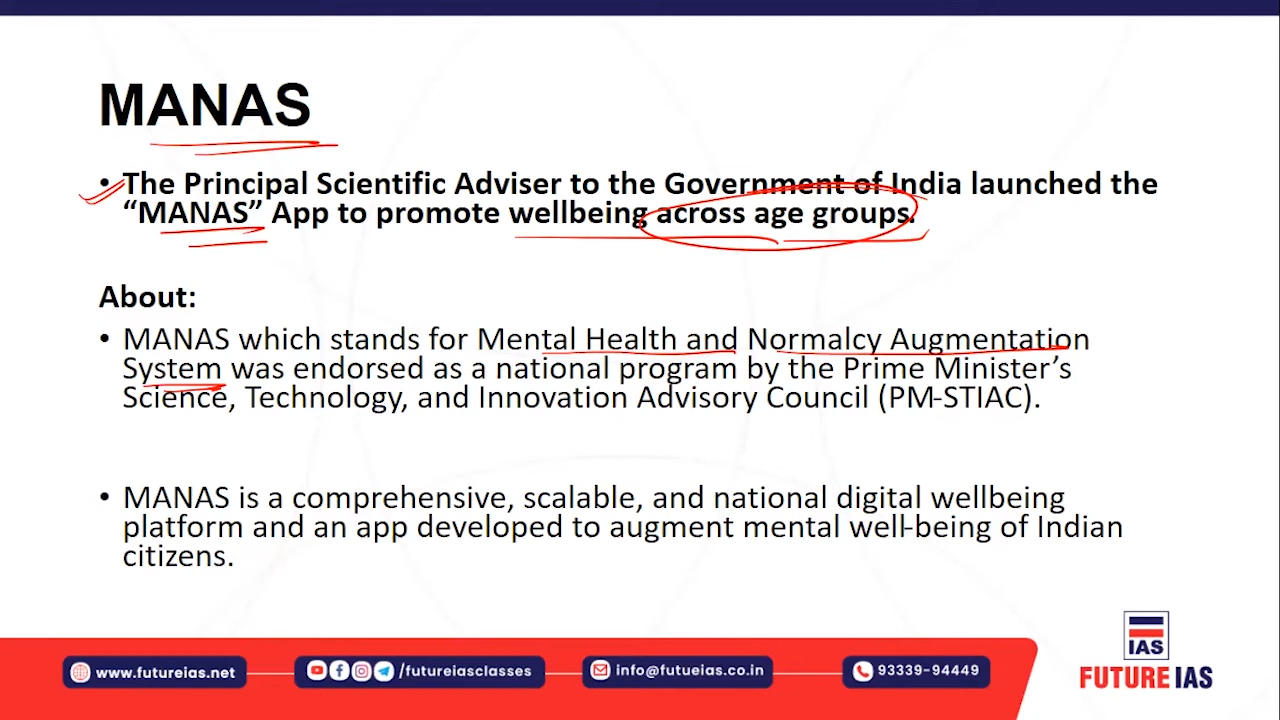 MANAS
• The Principal Scientific Adviser to the Government of India launched the
“MANAS” App to promote wellbeing across age groups.
About:
• MANAS which stands for Mental Health and Normalcy Augmentation
System was endorsed as a national program by the Prime Minister’s
Science, Technology, and Innovation Advisory Council (PM-STIAC).
• MANAS is a comprehensive, scalable, and national digital wellbeing
platform and an app developed to augment mental well-being of Indian
citizens.
IAS
FUTURE IAS
www.futureias.net
/futureiasclasses
info@futueias.co.in
93339-94449